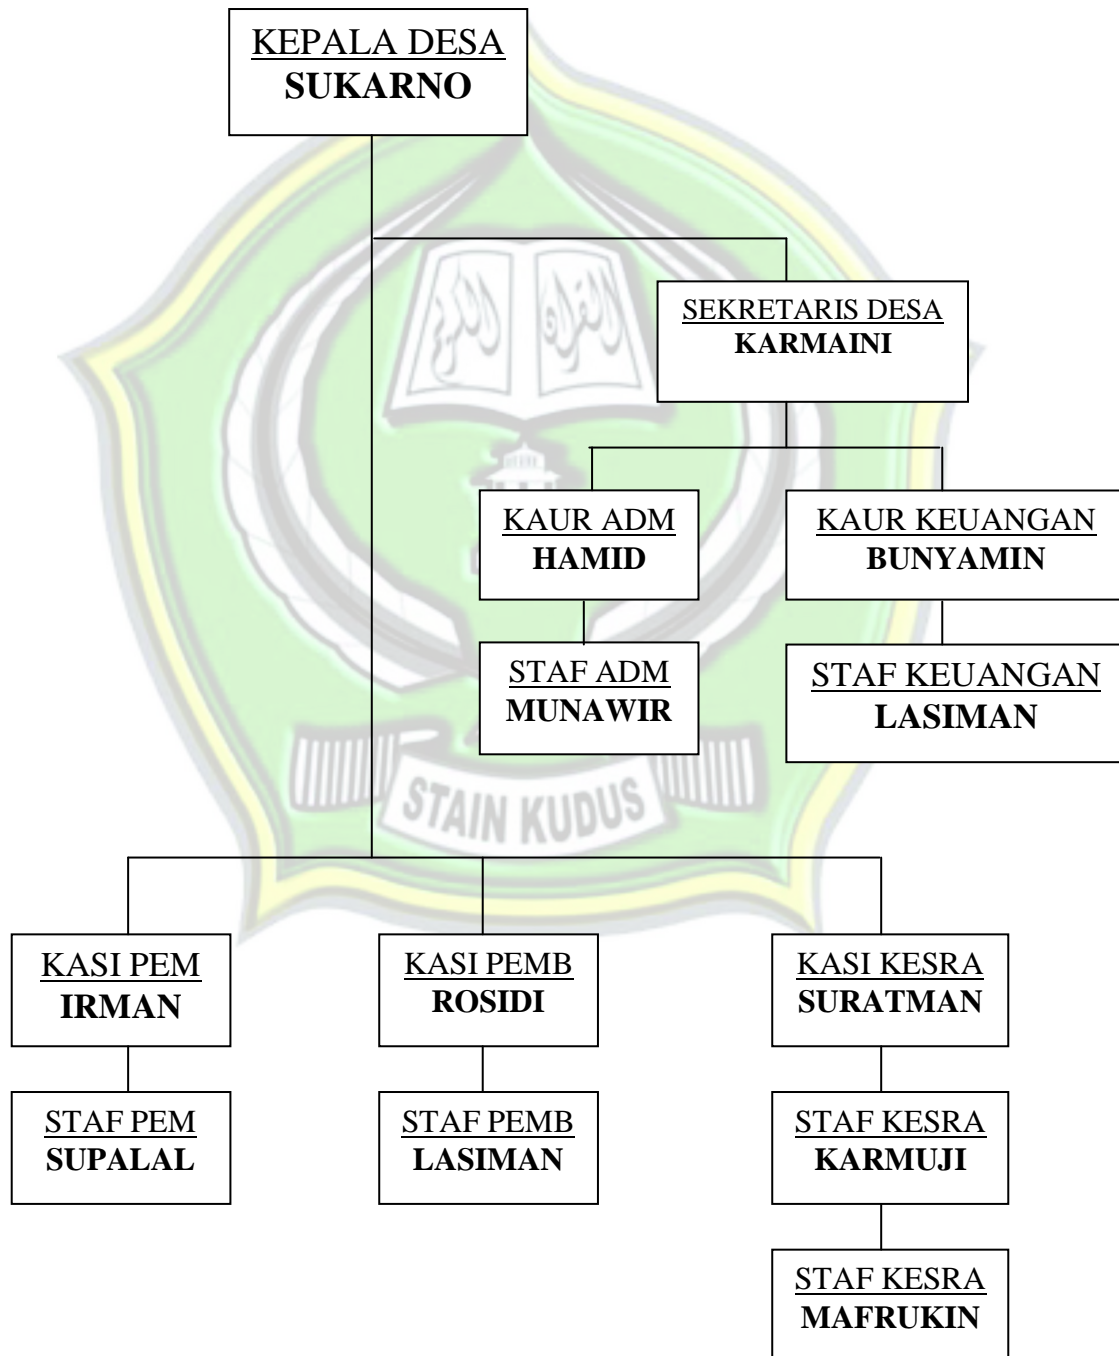 KEPALA DESA
SUKARNO
SEKRETARIS DESA
KARMAINI
KAUR ADM
HAMID
KAUR KEUANGAN
BUNYAMIN
STAF ADM
MUNAWIR
STAF KEUANGAN
LASIMAN
STAIN KUDUS
KASI PEM
IRMAN
KASI PEMB
ROSIDI
KASI KESRA
SURATMAN
STAF PEM
SUPALAL
STAF PEMB
LASIMAN
STAF KESRA
KARMUJI
STAF KESRA
MAFRUKIN